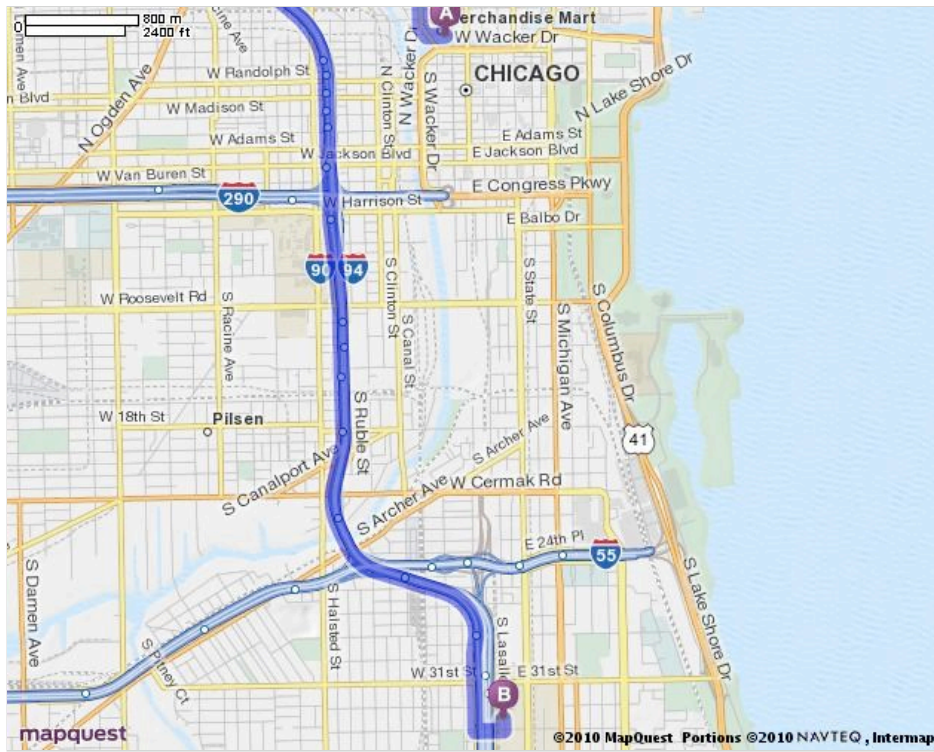 800 m
0
2400 ft
A
Merchandise Mart
W Wacker Dr
W Randolph St
CHICAGO
N Ogden Ave
N Clinton St
N Wacker Dr
S Wacker Dr
N Lake Shore Dr
W Madison St
W Adams St
E Adams St
W Jackson Blvd
E Jackson Blvd
W Van Buren St
E Congress Pkwy
290
W Harrison St
E Balbo Dr
90
94
W Roosevelt Rd
S Racine Ave
S Clinton St
S Canal St
S State St
S Michigan Ave
S Columbus Dr
W 18th St
Pilsen
S Ruble St
41
S Canalport Ave
S Archer Ave
S Archer Ave
W Cermak Rd
E 24th Pl
55
S Damen Ave
S Halsted St
S Lasalle
S Lake Shore Dr
W 31st St
E 31st St
B
mapquest
©2010 MapQuest Portions ©2010 NAVTEQ, Intermap